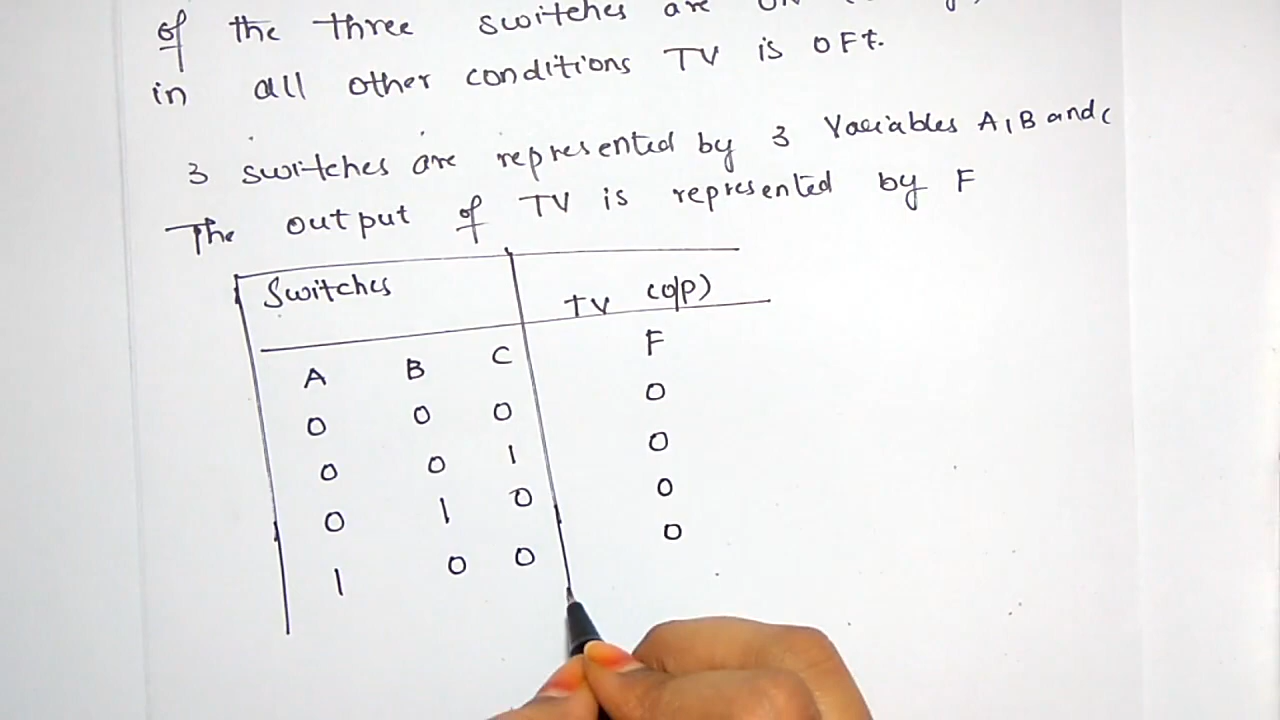 of the three switches are ON
in all other conditions TV is OFF.
3 switches are represented by 3 Variables A, B and C
The output of TV is represented by F
Switches TV (O/P)
A B C F
0 0 0 0
0 0 1 0
0 1 0 0
1 0 0 0